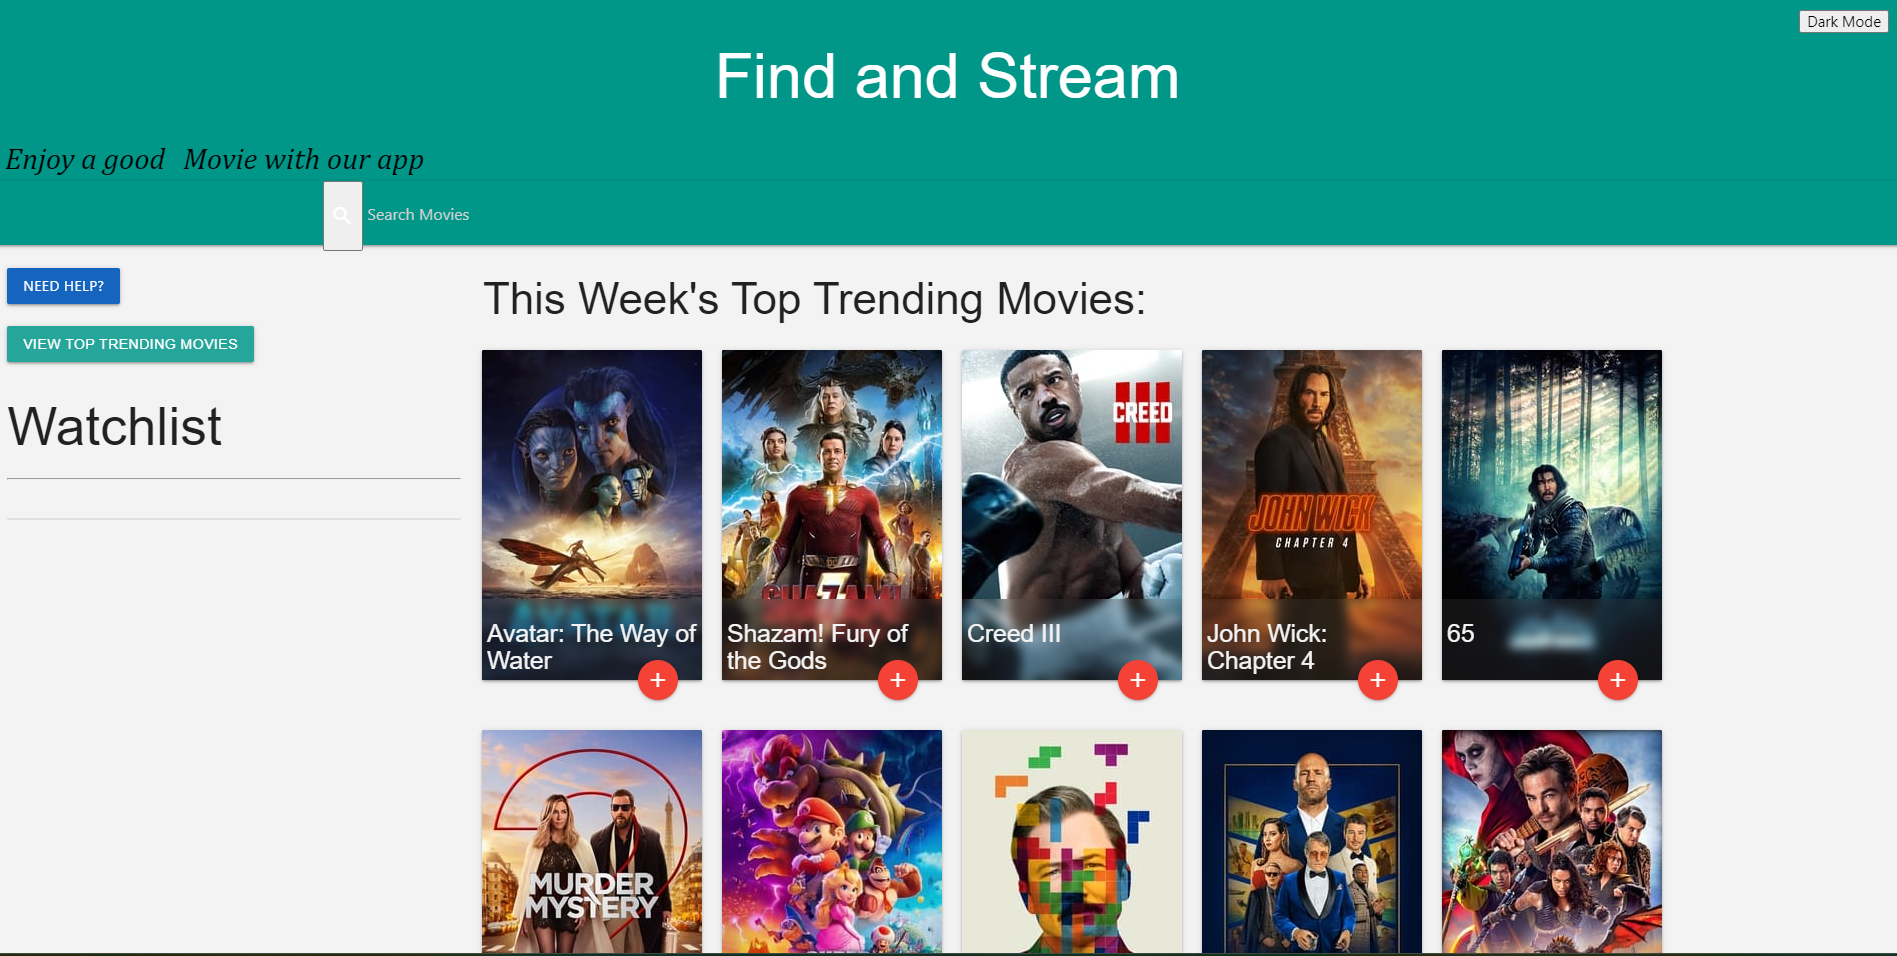 Dark Mode
Find and Stream
Enjoy a good Movie with our app
Search Movies
NEED HELP?
VIEW TOP TRENDING MOVIES
Watchlist
This Week's Top Trending Movies:
CREED
III
JOHN WICK
CHAPTER 4
SHAZAM!
AVATAR
Avatar: The Way of
Water
Shazam! Fury of
the Gods
Creed III
John Wick:
Chapter 4
65
+
+
+
+
+
2
MURDER
MYSTERY